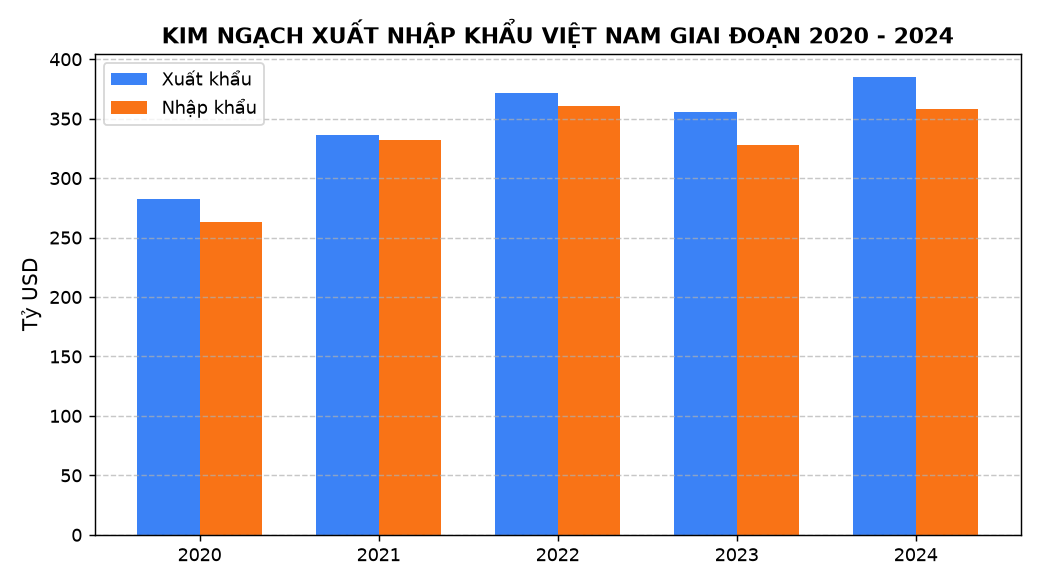 KIM NGẠCH XUẤT NHẬP KHẨU VIỆT NAM GIAI ĐOẠN 2020 - 2024
Xuất khẩu
Nhập khẩu
Tỷ USD
400
350
300
250
200
150
100
50
0
2020 2021 2022 2023 2024